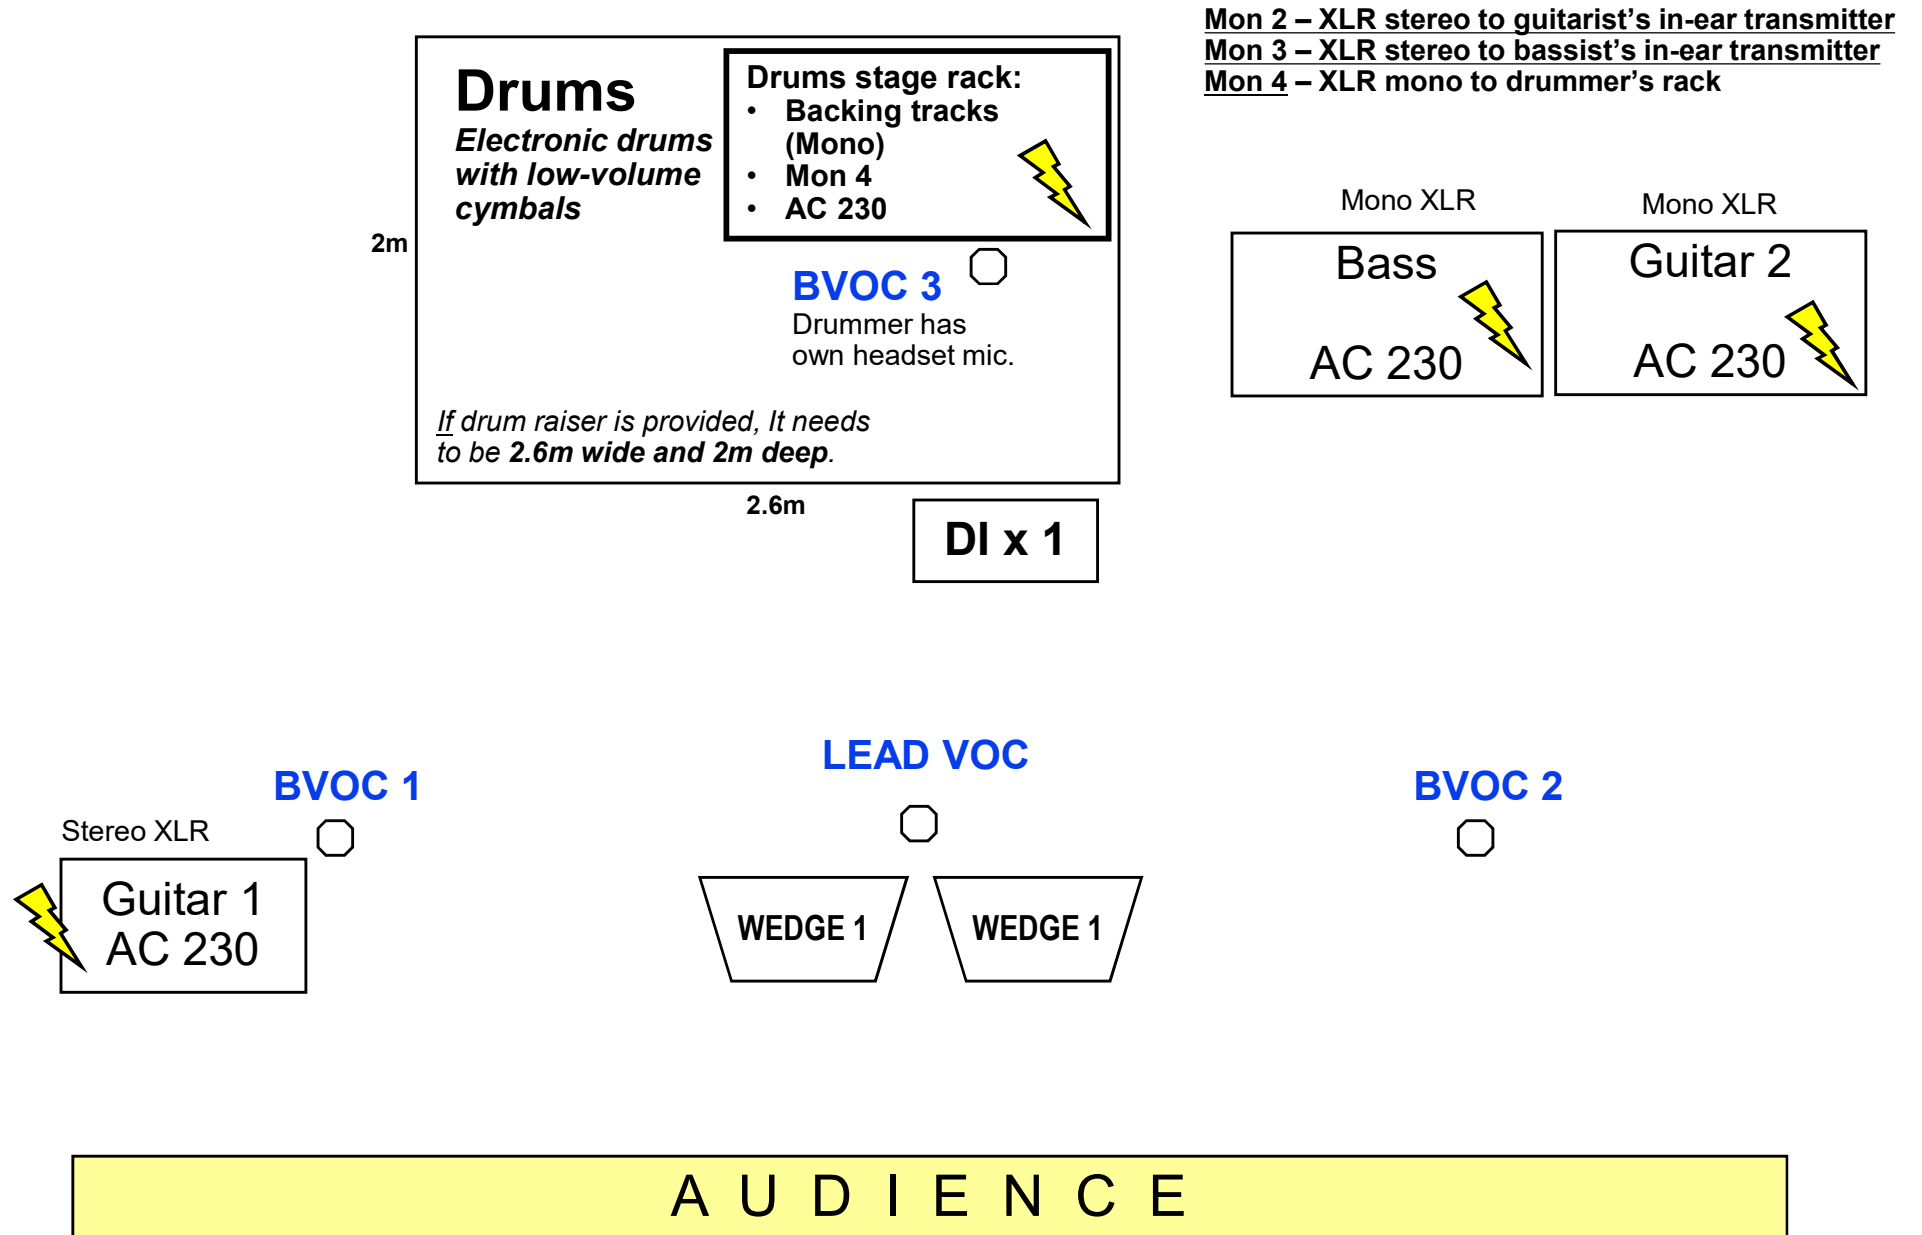 Mon 2 – XLR stereo to guitarist's in-ear transmitter
Mon 3 – XLR stereo to bassist's in-ear transmitter
Mon 4 – XLR mono to drummer's rack
Drums
Electronic drums
with low-volume
cymbals
Drums stage rack:
• Backing tracks
(Mono)
• Mon 4
• AC 230
2m
BVOC 3
Drummer has
own headset mic.
If drum raiser is provided, It needs
to be 2.6m wide and 2m deep.
2.6m
DI x 1
Mono XLR
Bass
AC 230
Mono XLR
Guitar 2
AC 230
LEAD VOC
BVOC 1
BVOC 2
Stereo XLR
Guitar 1
AC 230
WEDGE 1
WEDGE 1
A U D I E N C E